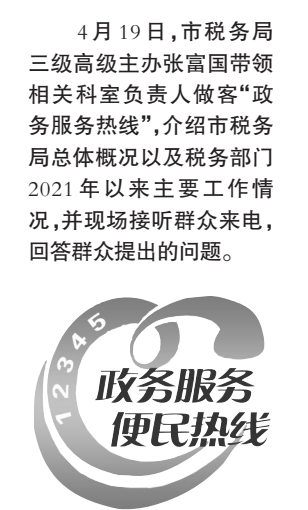 4月19日,市税务局
三级高级主办张富国带领
相关科室负责人做客“政
务服务热线”,介绍市税务
局总体概况以及税务部门
2021年以来主要工作情
况,并现场接听群众来电,
回答群众提出的问题。
12345
政务服务
便民热线